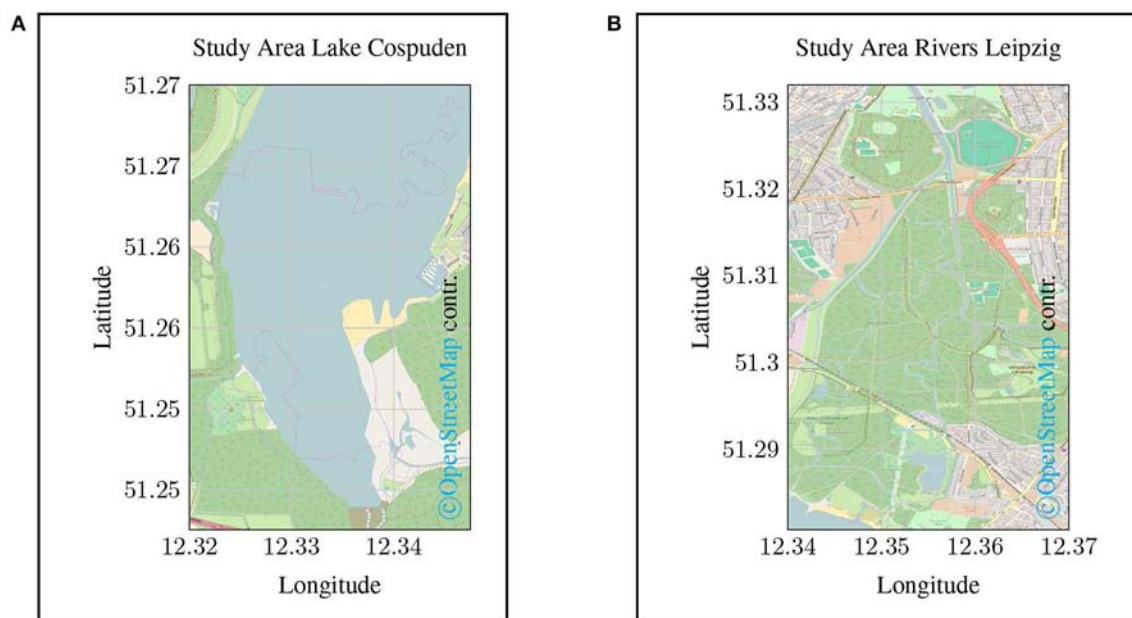 A
Study Area Lake Cospuden
51.27
51.27
51.26
51.26
51.25
51.25
Latitude
12.32 12.33 12.34
Longitude
©OpenStreetMap contr.
B
Study Area Rivers Leipzig
51.33
51.32
51.31
51.3
51.29
Latitude
12.34 12.35 12.36 12.37
Longitude
©OpenStreetMap contr.